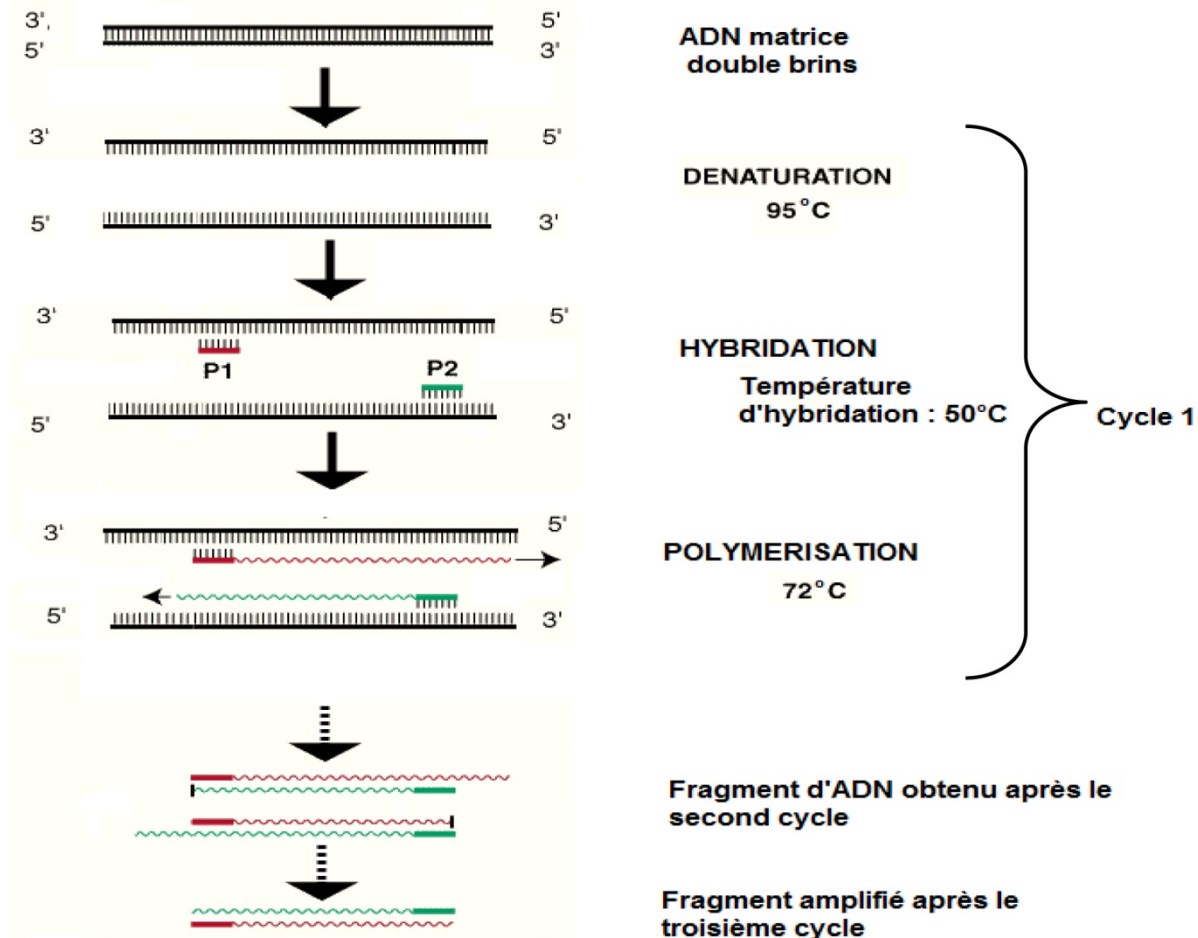 3', 5'
5' 3'
ADN matrice
double brins
3' 5'
DENATURATION
95°C
5' 3'
3' 5'
P1
HYBRIDATION
P2
Température
d'hybridation : 50°C
Cycle 1
5' 3'
3' 5'
POLYMERISATION
72°C
5' 3'
Fragment d'ADN obtenu après le
second cycle
Fragment amplifié après le
troisième cycle